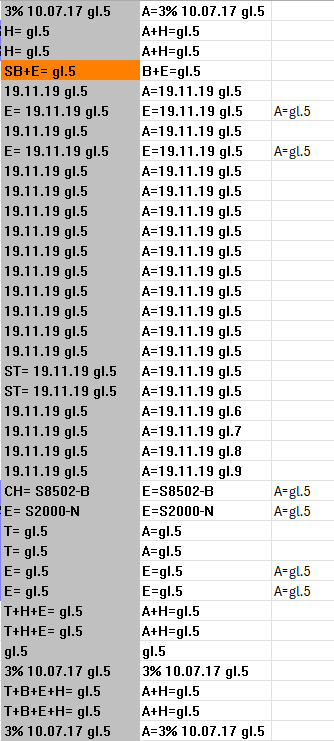 3% 10.07.17 gl.5 A=3% 10.07.17 gl.5
H= gl.5 A+H=gl.5
H= gl.5 A+H=gl.5
SB+E= gl.5 B+E=gl.5
19.11.19 gl.5 A=19.11.19 gl.5
E= 19.11.19 gl.5 E=19.11.19 gl.5 A=gl.5
19.11.19 gl.5 A=19.11.19 gl.5
E= 19.11.19 gl.5 E=19.11.19 gl.5 A=gl.5
19.11.19 gl.5 A=19.11.19 gl.5
19.11.19 gl.5 A=19.11.19 gl.5
19.11.19 gl.5 A=19.11.19 gl.5
19.11.19 gl.5 A=19.11.19 gl.5
19.11.19 gl.5 A=19.11.19 gl.5
19.11.19 gl.5 A=19.11.19 gl.5
19.11.19 gl.5 A=19.11.19 gl.5
19.11.19 gl.5 A=19.11.19 gl.5
19.11.19 gl.5 A=19.11.19 gl.5
19.11.19 gl.5 A=19.11.19 gl.5
ST= 19.11.19 gl.5 A=19.11.19 gl.5
ST= 19.11.19 gl.5 A=19.11.19 gl.5
19.11.19 gl.5 A=19.11.19 gl.6
19.11.19 gl.5 A=19.11.19 gl.7
19.11.19 gl.5 A=19.11.19 gl.8
19.11.19 gl.5 A=19.11.19 gl.9
CH= S8502-B E=S8502-B A=gl.5
E= S2000-N E=S2000-N A=gl.5
T= gl.5 A=gl.5
T= gl.5 A=gl.5
E= gl.5 E=gl.5 A=gl.5
E= gl.5 E=gl.5 A=gl.5
T+H+E= gl.5 A+H=gl.5
T+H+E= gl.5 A+H=gl.5
gl.5 gl.5
3% 10.07.17 gl.5 3% 10.07.17 gl.5
T+B+E+H= gl.5 A+H=gl.5
T+B+E+H= gl.5 A+H=gl.5
3% 10.07.17 gl.5 A=3% 10.07.17 gl.5